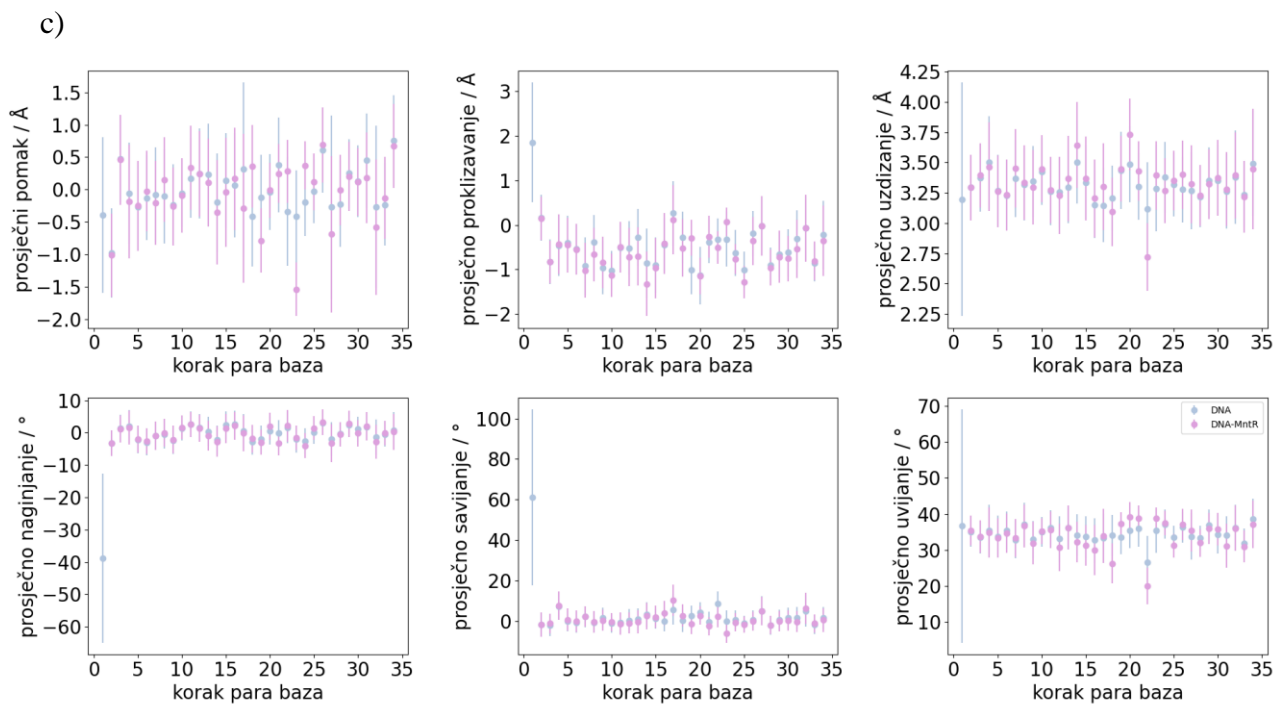 c)
prosječni pomak / Å
1.5
1.0
0.5
0.0
−0.5
−1.0
−1.5
−2.0
0 5 10 15 20 25 30 35
korak para baza
prosječno proklizavanje / Å
3
2
1
0
−1
−2
0 5 10 15 20 25 30 35
korak para baza
prosječno uzdizanje / Å
4.25
4.00
3.75
3.50
3.25
3.00
2.75
2.50
2.25
0 5 10 15 20 25 30 35
korak para baza
prosječno naginjanje / °
10
0
−10
−20
−30
−40
−50
−60
0 5 10 15 20 25 30 35
korak para baza
prosječno savijanje / °
100
80
60
40
20
0
0 5 10 15 20 25 30 35
korak para baza
prosječno uvijanje / °
70
60
50
40
30
20
10
DNA
DNA-MntR
0 5 10 15 20 25 30 35
korak para baza